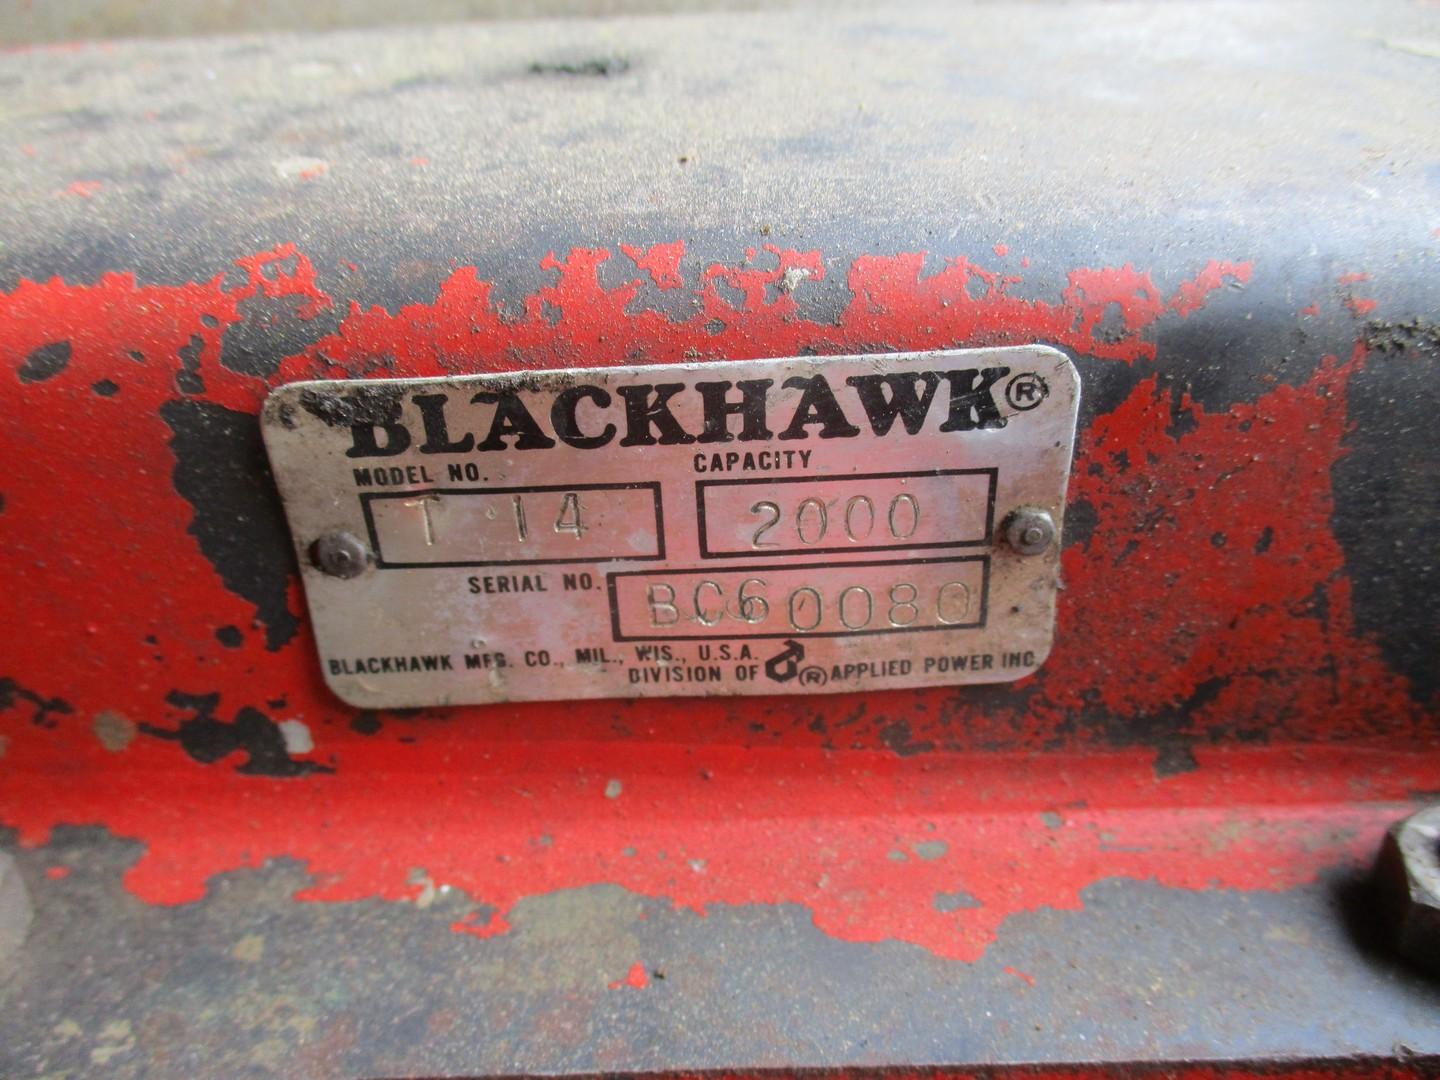 BLACKHAWK®
MODEL NO. CAPACITY
T 14 2000
SERIAL NO. BC60080
BLACKHAWK MFG. CO., MIL., WIS., U.S.A.
DIVISION OF ® APPLIED POWER INC.